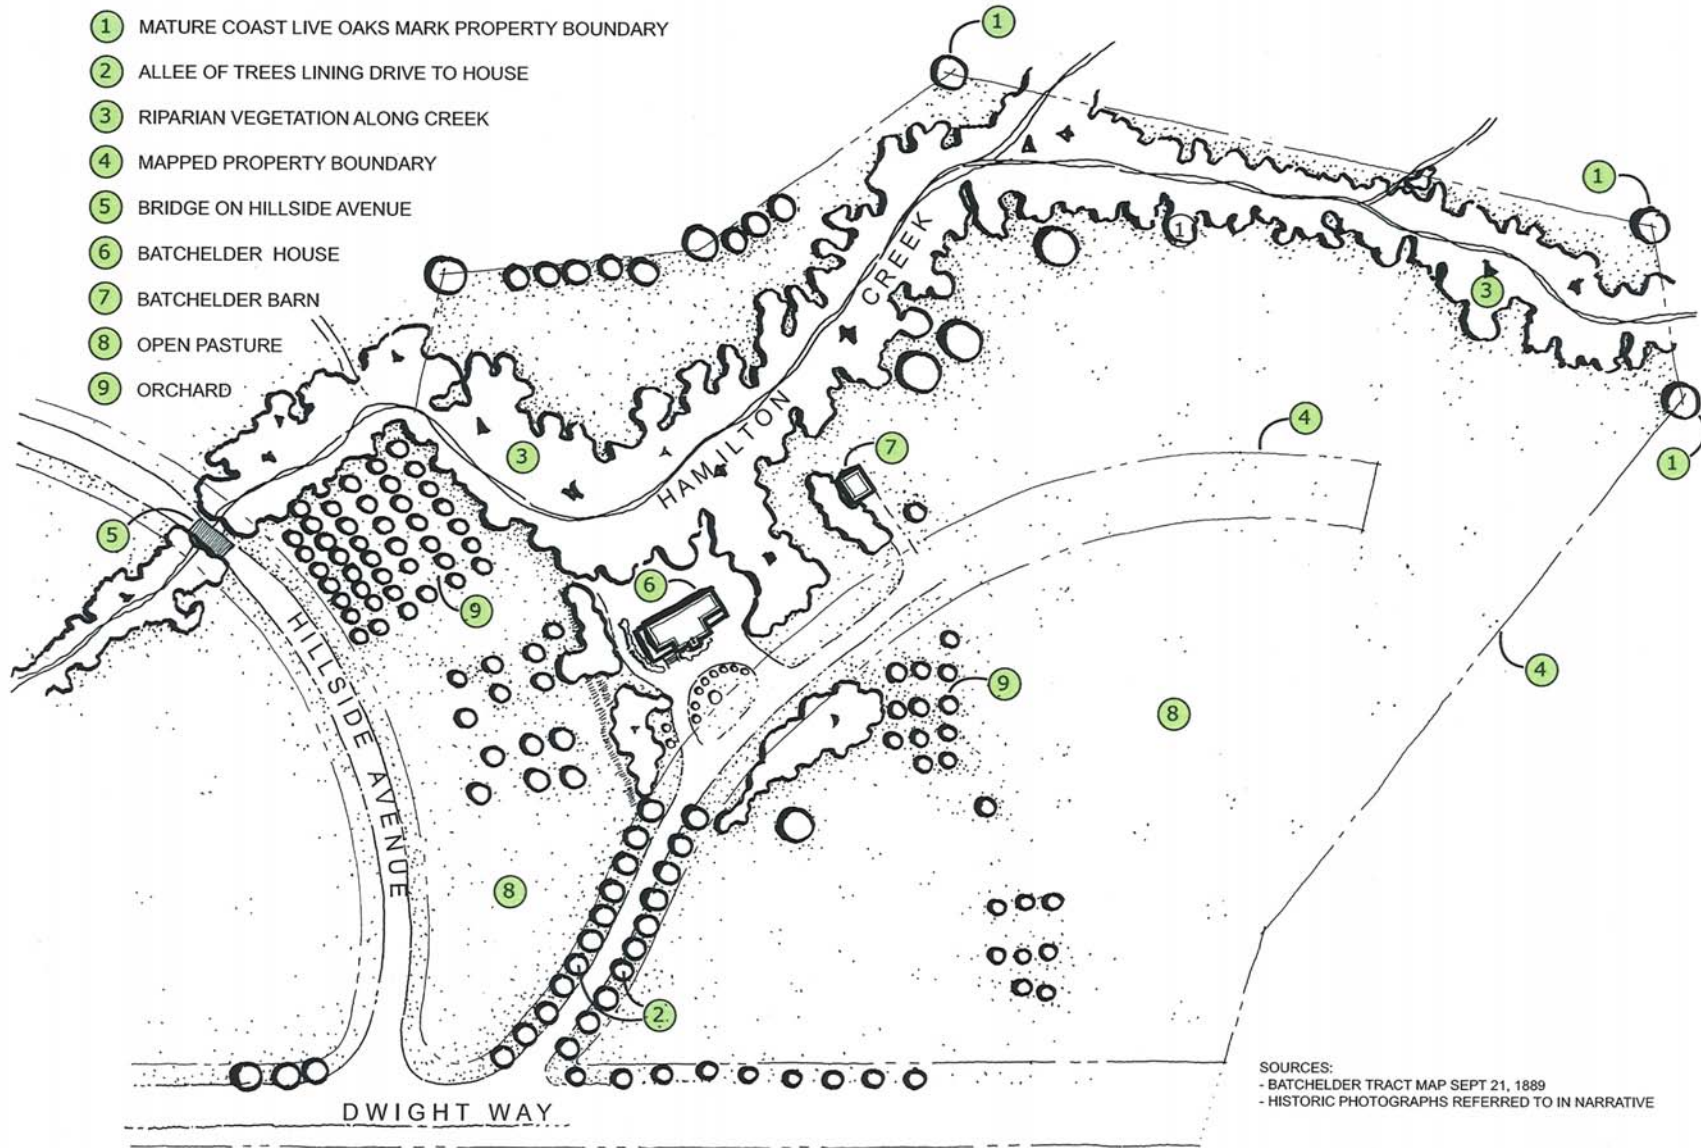 1 MATURE COAST LIVE OAKS MARK PROPERTY BOUNDARY
2 ALLEE OF TREES LINING DRIVE TO HOUSE
3 RIPARIAN VEGETATION ALONG CREEK
4 MAPPED PROPERTY BOUNDARY
5 BRIDGE ON HILLSIDE AVENUE
6 BATCHELDER HOUSE
7 BATCHELDER BARN
8 OPEN PASTURE
9 ORCHARD
1
1
1
3
HAMILTON CREEK
4
7
3
1
5
6
9
HILLSIDE AVENUE
4
9
8
8
2
DWIGHT WAY
SOURCES:
- BATCHELDER TRACT MAP SEPT 21, 1889
- HISTORIC PHOTOGRAPHS REFERRED TO IN NARRATIVE